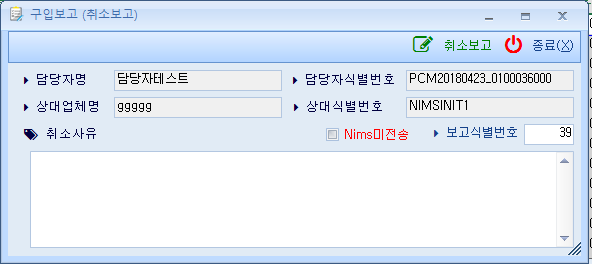 구입보고 (취소보고)
취소보고 종료(X)
담당자명 담당자테스트 담당자식별번호 PCM20180423_0100036000
상대업체명 ggggg 상대식별번호 NIMSINIT1
취소사유 Nims미전송 보고식별번호 39